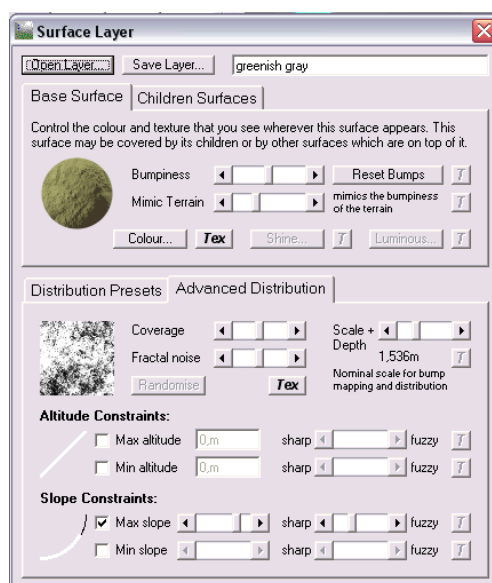 Surface Layer
Open Layer... Save Layer... greenish gray
Base Surface Children Surfaces
Control the colour and texture that you see wherever this surface appears. This
surface may be covered by its children or by other surfaces which are on top of it.
Bumpiness Reset Bumps T
Mimic Terrain mimics the bumpiness T
of the terrain
Colour... Tex Shine... T Luminous... T
Distribution Presets Advanced Distribution
Coverage Scale +
Depth
Fractal noise 1,536m T
Randomise Tex Nominal scale for bump
mapping and distribution
Altitude Constraints:
Max altitude 0,m sharp fuzzy T
Min altitude 0,m sharp fuzzy T
Slope Constraints:
Max slope sharp fuzzy T
Min slope sharp fuzzy T